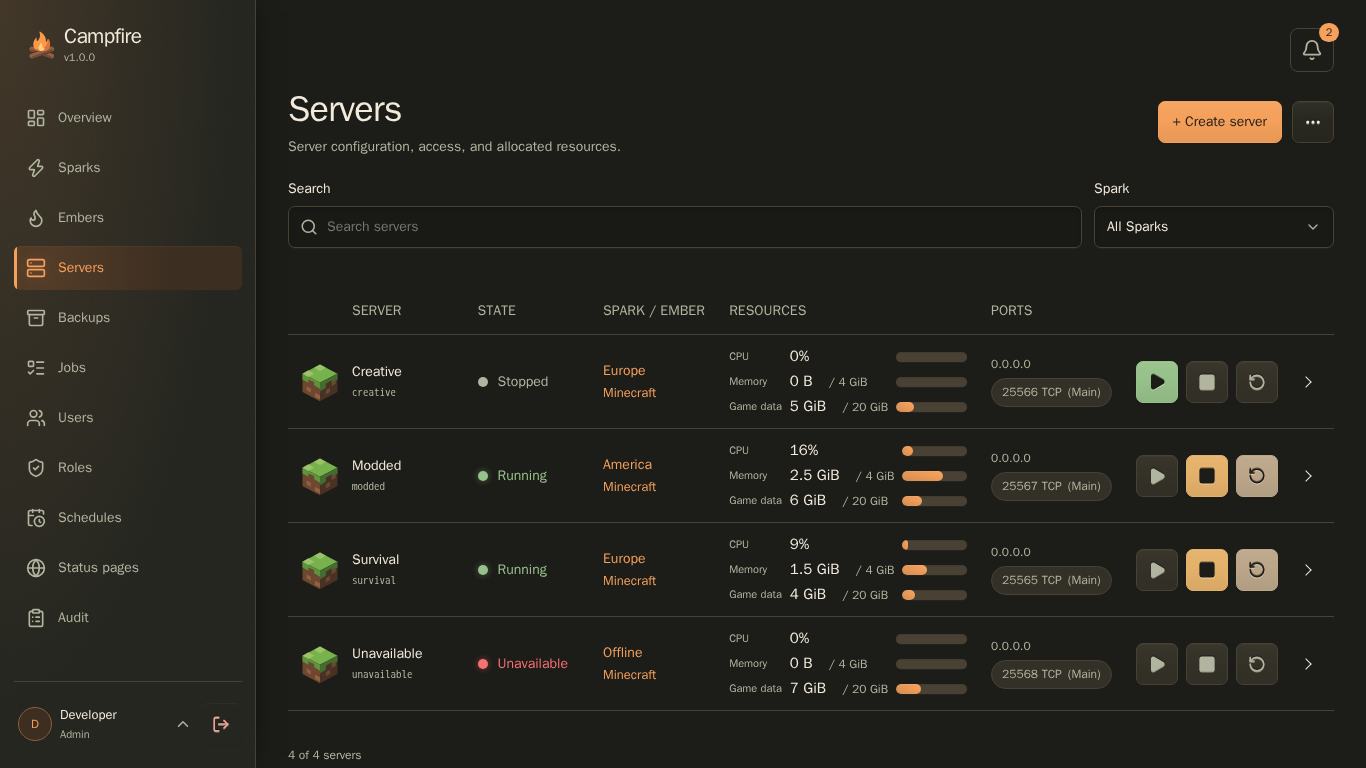 Campfire
v1.0.0
Overview
Sparks
Embers
Servers
Backups
Jobs
Users
Roles
Schedules
Status pages
Audit
D
Developer
Admin
2
Servers
Server configuration, access, and allocated resources.
+ Create server
Search
Spark
Search servers
All Sparks
SERVER STATE SPARK / EMBER RESOURCES PORTS
Creative
creative
Stopped
Europe
Minecraft
CPU 0%
Memory 0 B / 4 GiB
Game data 5 GiB / 20 GiB
0.0.0.0
25566 TCP (Main)
Modded
modded
Running
America
Minecraft
CPU 16%
Memory 2.5 GiB / 4 GiB
Game data 6 GiB / 20 GiB
0.0.0.0
25567 TCP (Main)
Survival
survival
Running
Europe
Minecraft
CPU 9%
Memory 1.5 GiB / 4 GiB
Game data 4 GiB / 20 GiB
0.0.0.0
25565 TCP (Main)
Unavailable
unavailable
Unavailable
Offline
Minecraft
CPU 0%
Memory 0 B / 4 GiB
Game data 7 GiB / 20 GiB
0.0.0.0
25568 TCP (Main)
4 of 4 servers